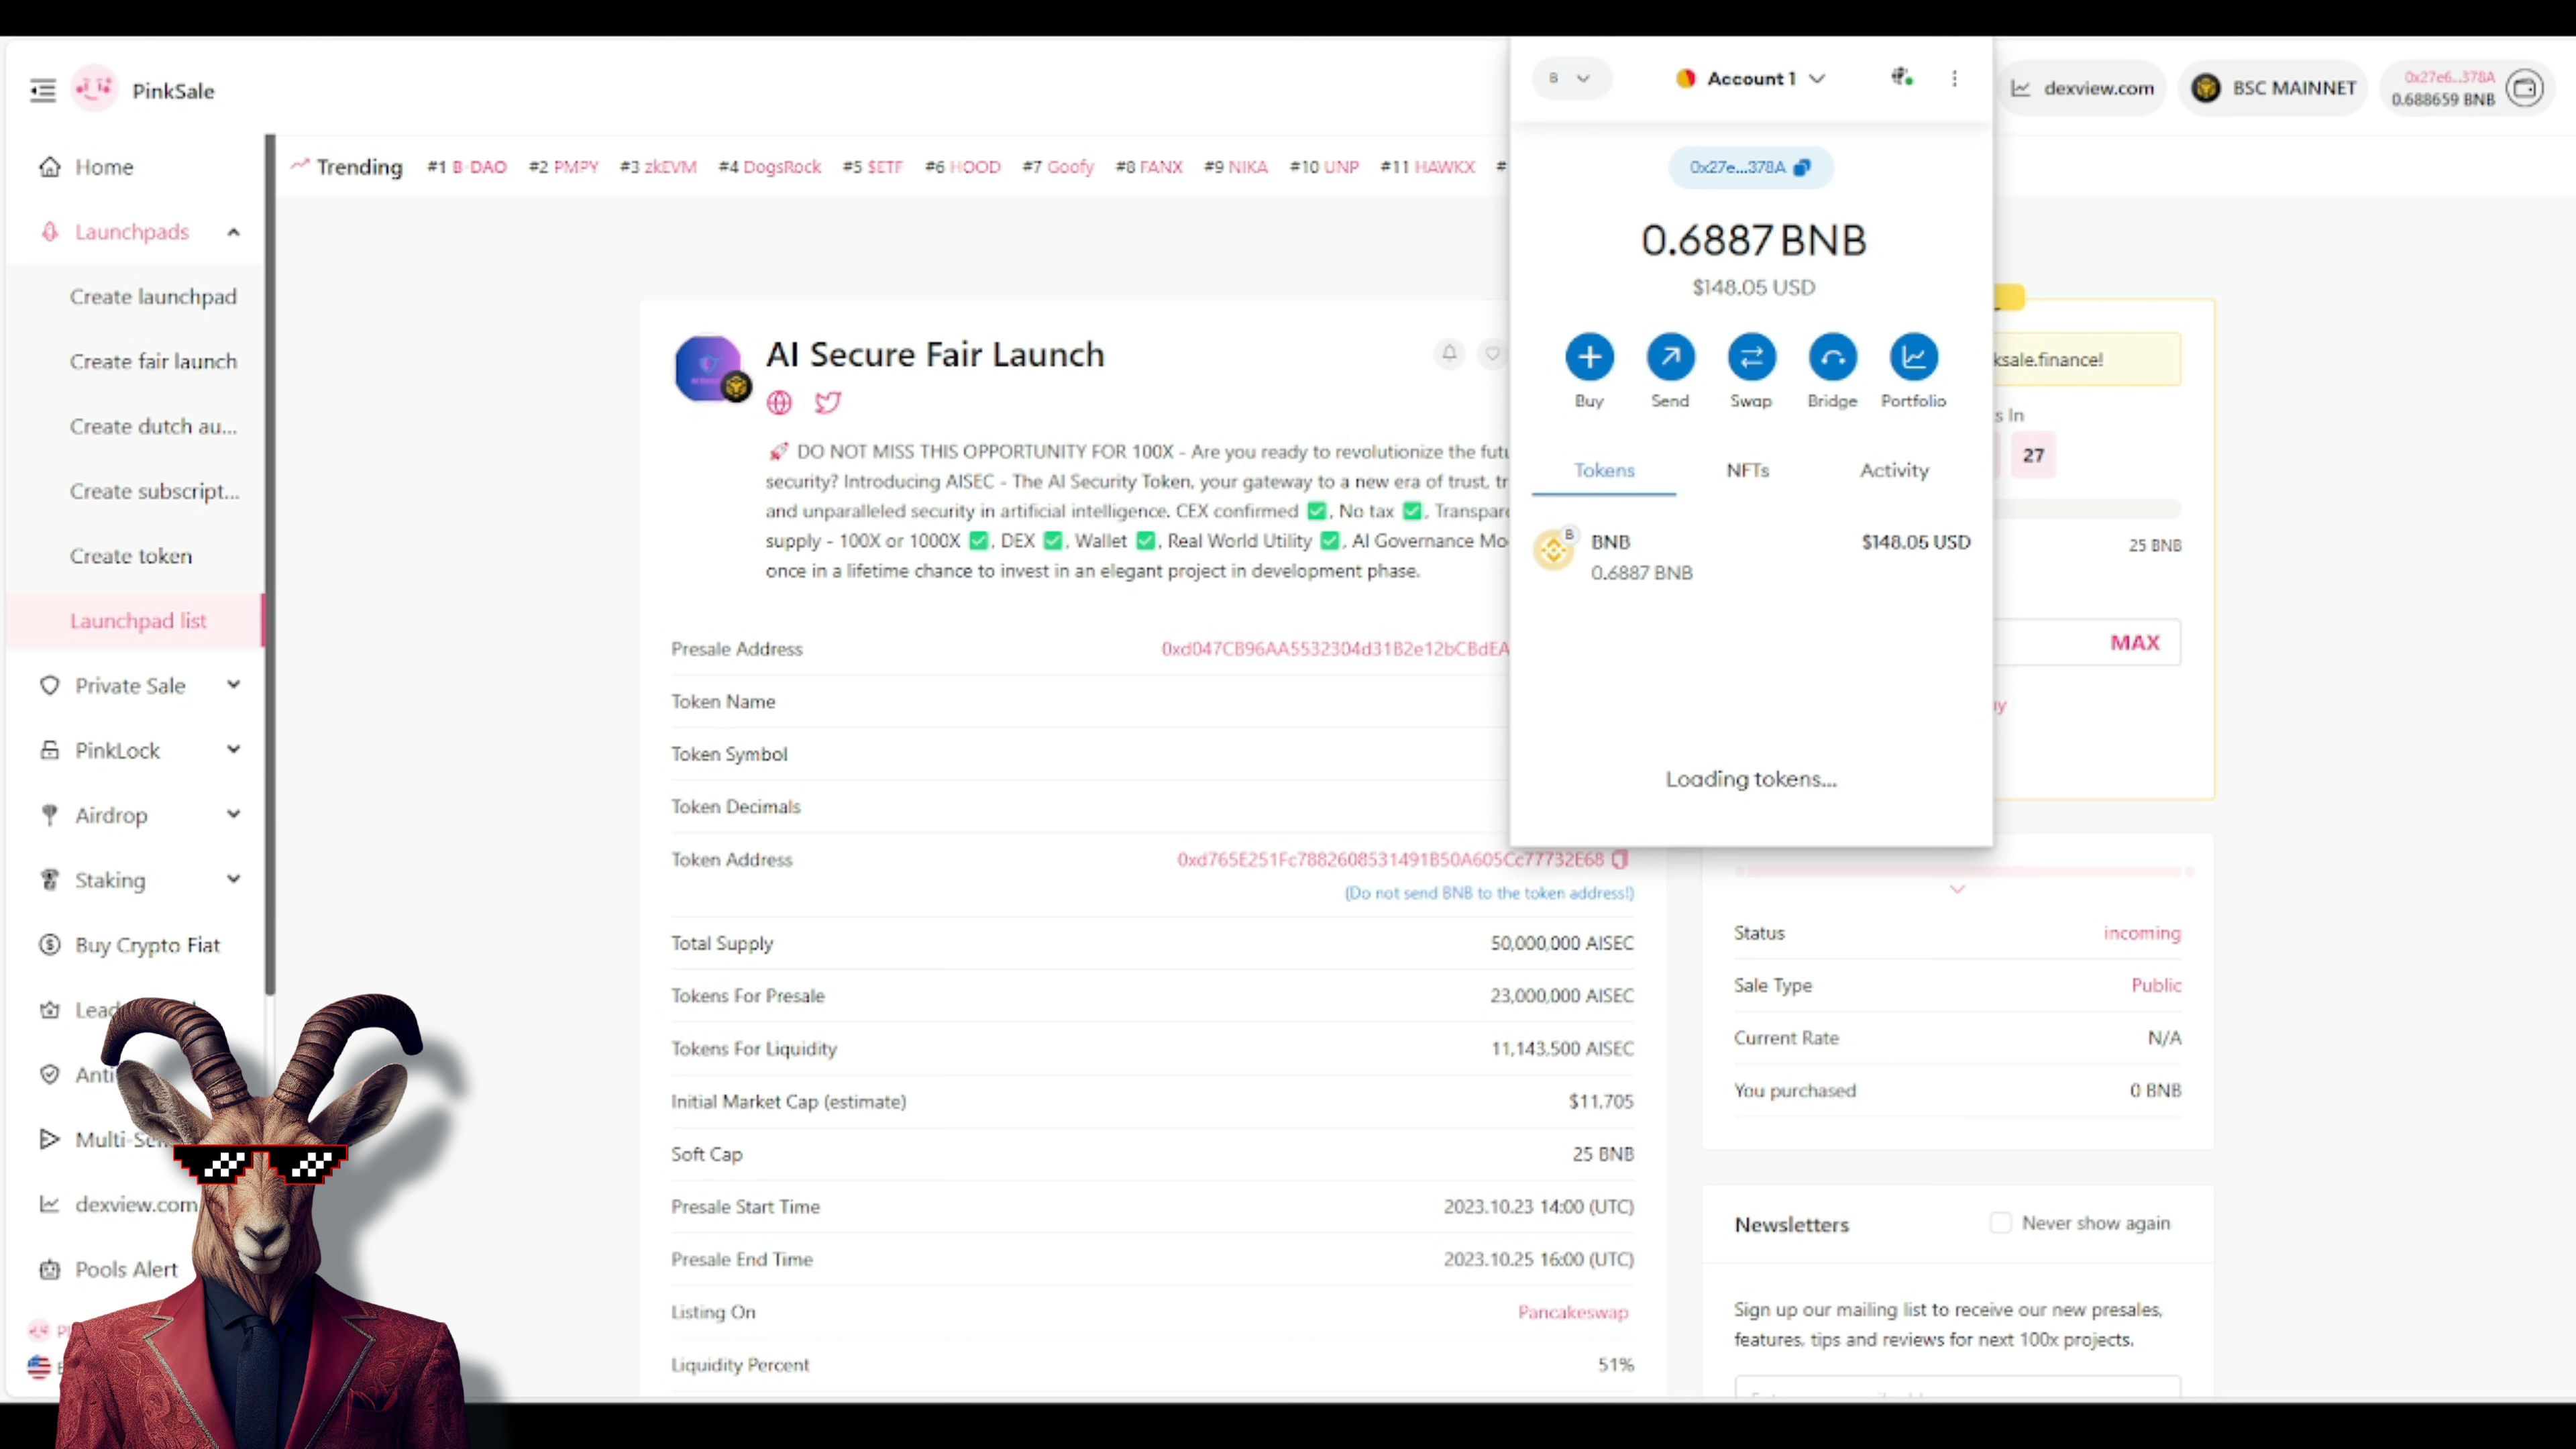 PinkSale
Home
Launchpads
Create launchpad
Create fair launch
Create dutch au...
Create subscript...
Create token
Launchpad list
Private Sale
PinkLock
Airdrop
Staking
Buy Crypto Fiat
Anti
dexview.com
Pools Alert
Trending #1 B-DAO #2 PMPY #3 zkEVM #4 DogsRock #5 $ETF #6 HOOD #7 Goofy #8 FANX #9 NIKA #10 UNP #11 HAWKX #
AI Secure Fair Launch
🚀 DO NOT MISS THIS OPPORTUNITY FOR 100X - Are you ready to revolutionize the
security? Introducing AISEC - The AI Security Token, your gateway to a new era of trust,
and unparalleled security in artificial intelligence. CEX confirmed ✅, No tax ✅,
supply - 100X or 1000X ✅, DEX ✅, Wallet ✅, Real World Utility ✅, AI Governance
once in a lifetime chance to invest in an elegant project in development phase.
Presale Address 0xd047CB96AA5532304d31B2e12bCBdEA
Token Name
Token Symbol
Token Decimals
Token Address 0xd765E251Fc7882608531491B50A605Cc77732E68
(Do not send BNB to the token address!)
Total Supply 50,000,000 AISEC
Tokens For Presale 23,000,000 AISEC
Tokens For Liquidity 11,143,500 AISEC
Initial Market Cap (estimate) $11,705
Soft Cap 25 BNB
Presale Start Time 2023.10.23 14:00 (UTC)
Presale End Time 2023.10.25 16:00 (UTC)
Listing On Pancakeswap
Liquidity Percent 51%
B
Account 1
0x27e...378A
0.6887 BNB
$148.05 USD
Buy Send Swap Bridge Portfolio
Tokens NFTs Activity
B
BNB $148.05 USD
0.6887 BNB
Loading tokens...
dexview.com
BSC MAINNET
0x27e6...378A
0.688659 BNB
ksale.finance!
s In
27
25 BNB
MAX
Status incoming
Sale Type Public
Current Rate N/A
You purchased 0 BNB
Newsletters Never show again
Sign up our mailing list to receive our new presales,
features, tips and reviews for next 100x projects.